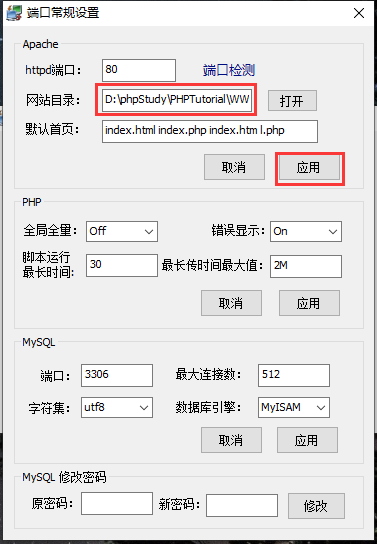 端口常规设置
Apache
httpd端口： 80 端口检测
网站目录： D:\phpStudy\PHPTutorial\WW 打开
默认首页： index.html index.php index.htm l.php
取消 应用
PHP
全局全量： Off 错误显示： On
脚本运行
最长时间： 30 最长传时间最大值： 2M
取消 应用
MySQL
端口： 3306 最大连接数： 512
字符集： utf8 数据库引擎： MyISAM
取消 应用
MySQL 修改密码
原密码： 新密码： 修改